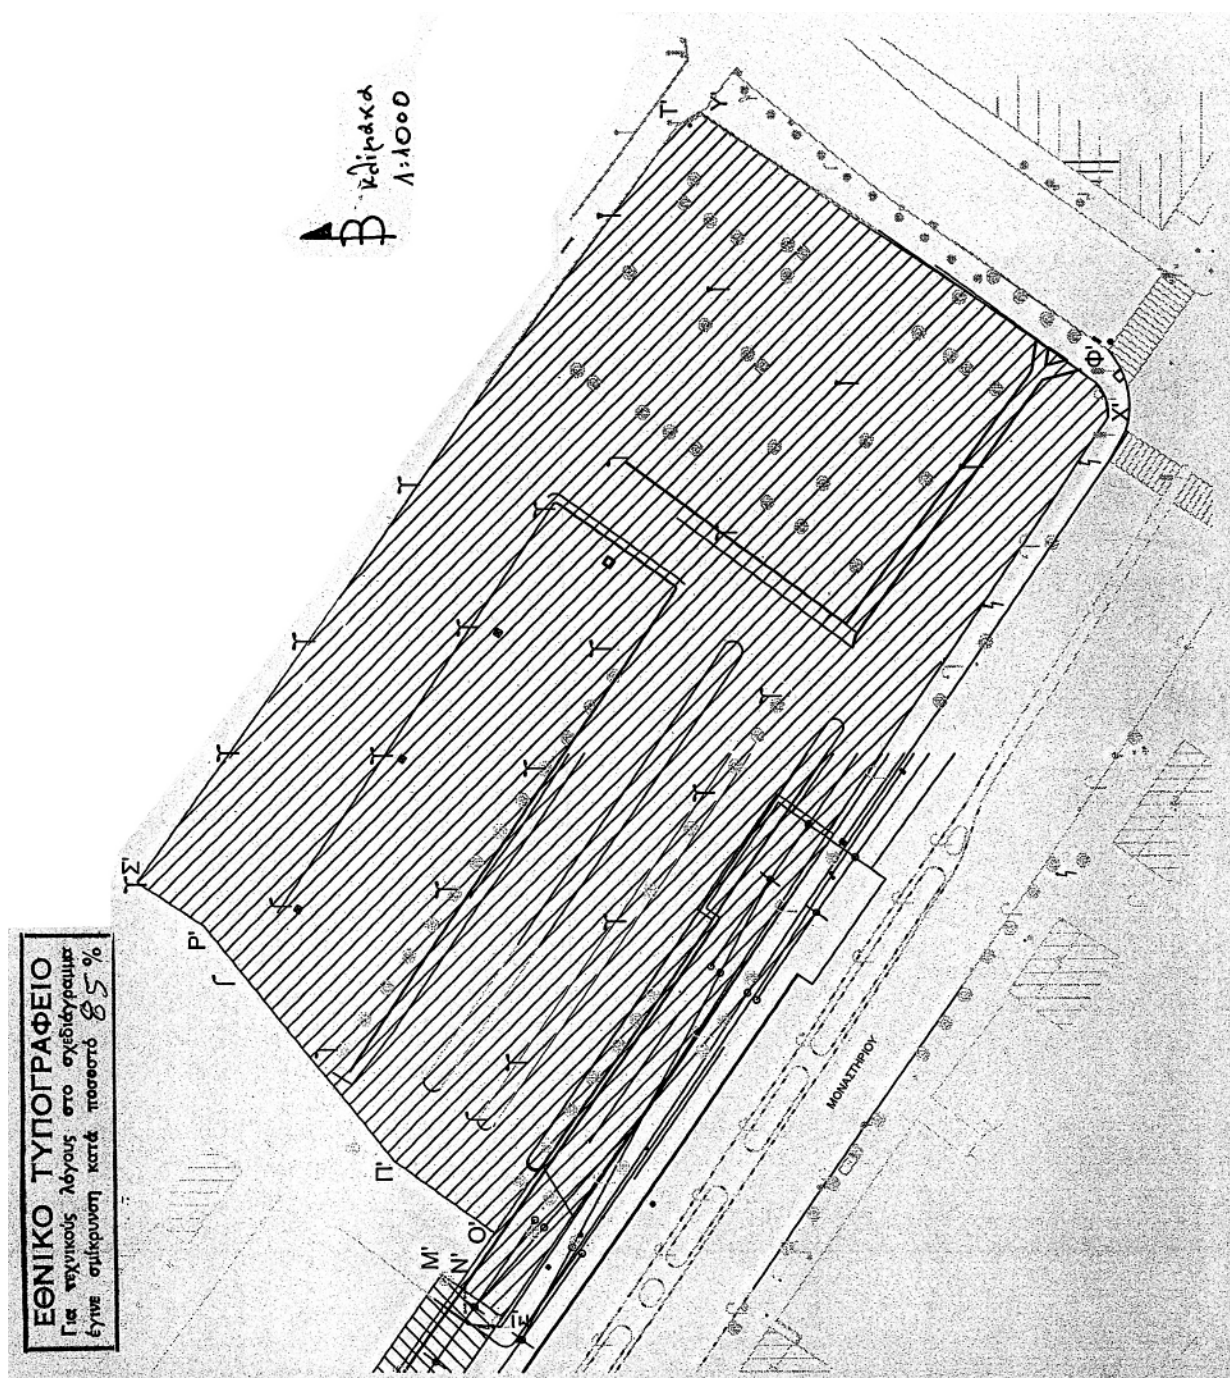 ΕΘΝΙΚΟ ΤΥΠΟΓΡΑΦΕΙΟ
Για τεχνικούς λόγους στο σχεδιάγραμμα
έγινε σμίκρυνση κατά ποσοστό 85%
Β
κλίμακα
1:1000
Τ'
Υ'
Σ'
Ρ'
Π'
Ο'
Μ'
Ν'
Ξ'
Φ'
Χ'
ΜΟΝΑΣΤΗΡΙΟΥ